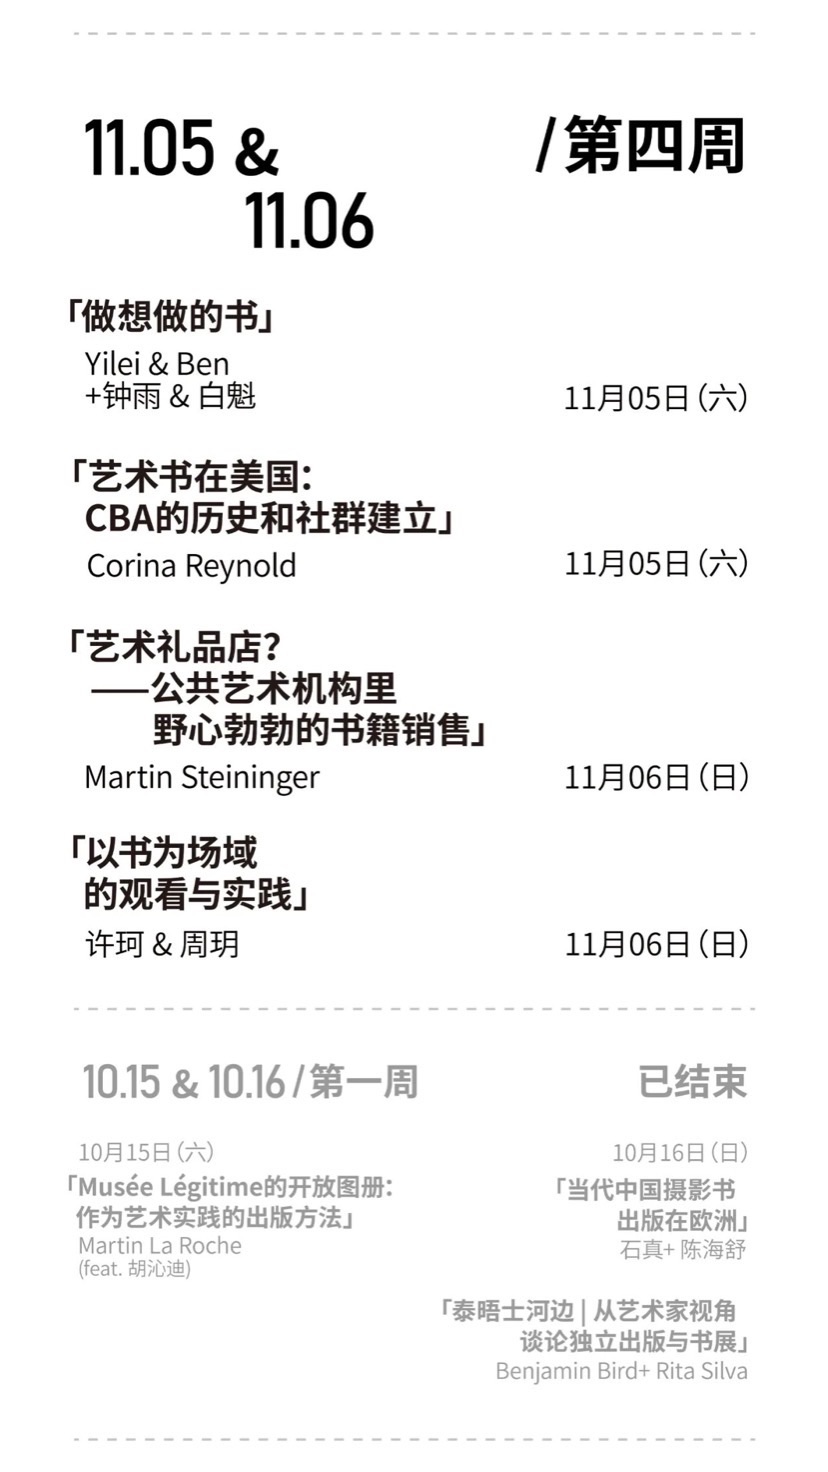 11.05 &
11.06
/第四周
「做想做的书」
Yilei & Ben
+钟雨 & 白魁
11月05日(六)
「艺术书在美国：
CBA的历史和社群建立」
Corina Reynold
11月05日(六)
「艺术礼品店？
——公共艺术机构里
野心勃勃的书籍销售」
Martin Steininger
11月06日(日)
「以书为场域
的观看与实践」
许珂 & 周玥
11月06日(日)
10.15 & 10.16/第一周
已结束
10月15日(六)
「Musée Légitime的开放图册：
作为艺术实践的出版方法」
Martin La Roche
(feat. 胡沁迪)
10月16日(日)
「当代中国摄影书
出版在欧洲」
石真+ 陈海舒
「泰晤士河边 | 从艺术家视角
谈论独立出版与书展」
Benjamin Bird+ Rita Silva